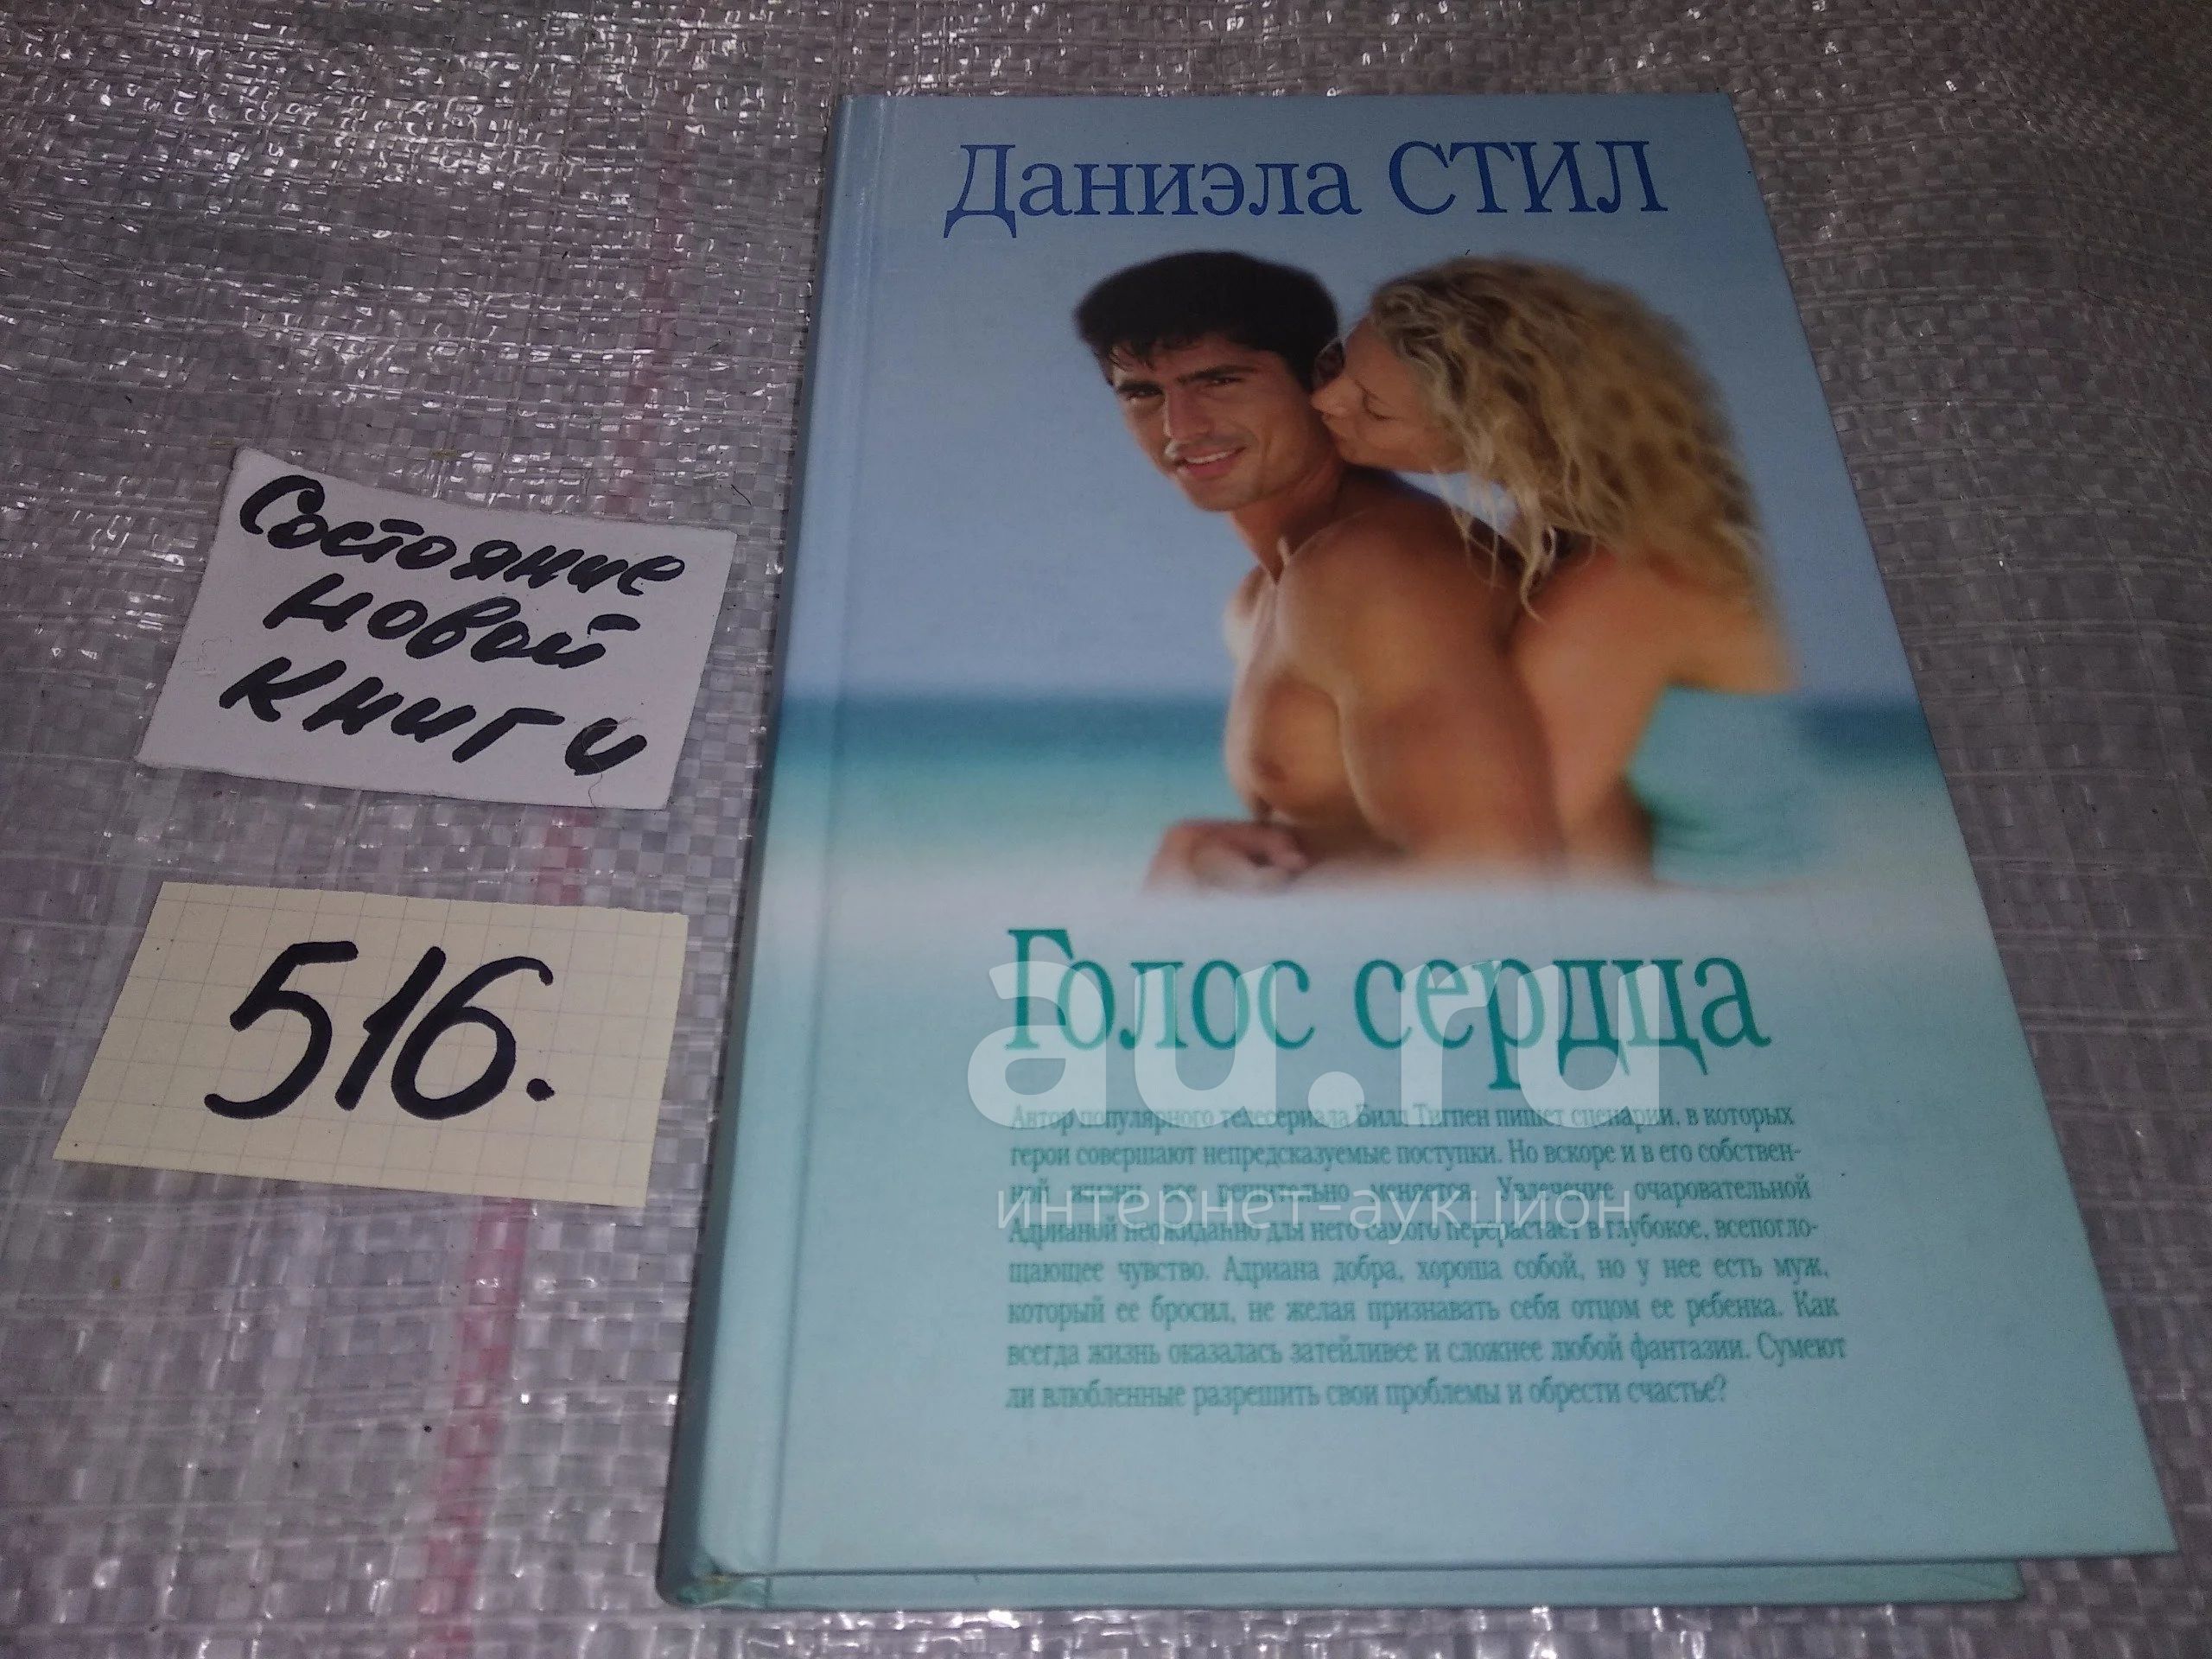 Даниэла СТИЛ
Состояние
новой
книги
516.
Голос сердца
au.ru
интернет-аукцион
Автор популярного телесериала Билл Тигпен пишет сценарии, в которых
герои совершают непредсказуемые поступки. Но вскоре и в его собствен-
ной жизни все решительно меняется. Увлечение очаровательной
Адрианой неожиданно для него самого перерастает в глубокое, всепогло-
щающее чувство. Адриана добра, хороша собой, но у нее есть муж,
который ее бросил, не желая признавать себя отцом ее ребенка. Как
всегда жизнь оказалась затейливее и сложнее любой фантазии. Сумеют
ли влюбленные разрешить свои проблемы и обрести счастье?